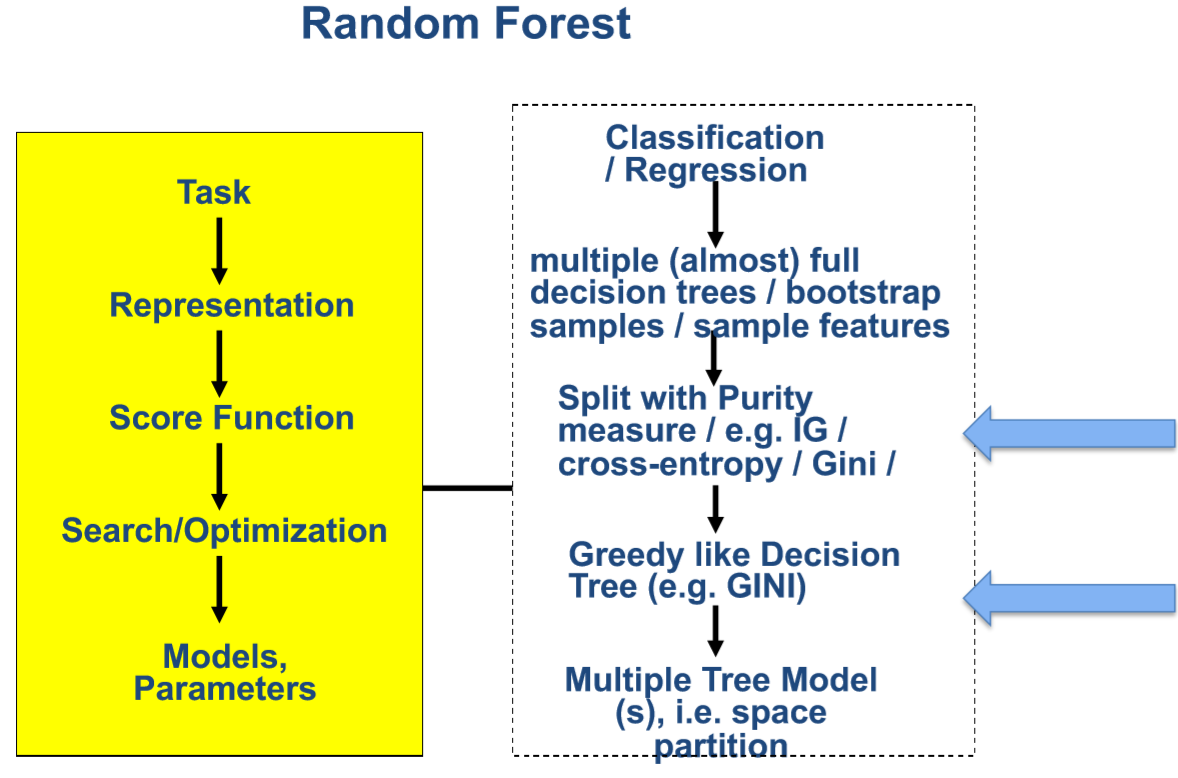 Random Forest
Task
Representation
Score Function
Search/Optimization
Models,
Parameters
Classification
/ Regression
multiple (almost) full
decision trees / bootstrap
samples / sample features
Split with Purity
measure / e.g. IG /
cross-entropy / Gini /
Greedy like Decision
Tree (e.g. GINI)
Multiple Tree Model
(s), i.e. space
partition